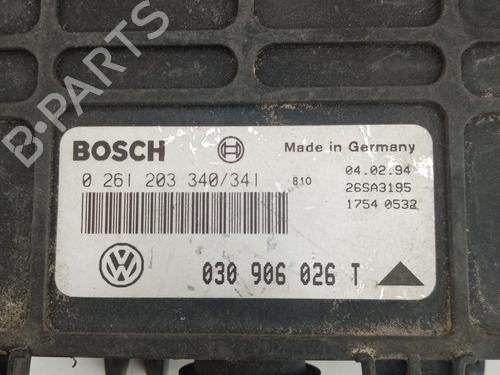 B-PARTS
BOSCH
Made in Germany
0 261 203 340/341 810
04.02.94
26SA3195
1754 0532
VW
030 906 026 T